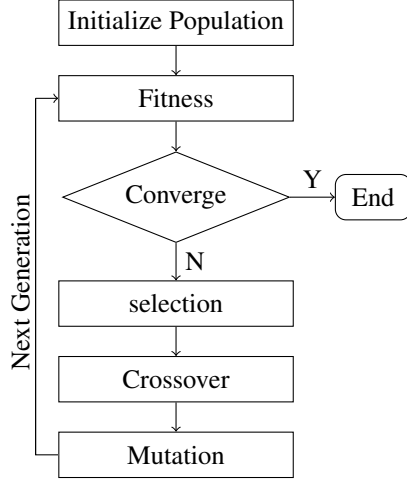 Initialize Population
Fitness
Converge
Y
End
N
selection
Crossover
Mutation
Next Generation